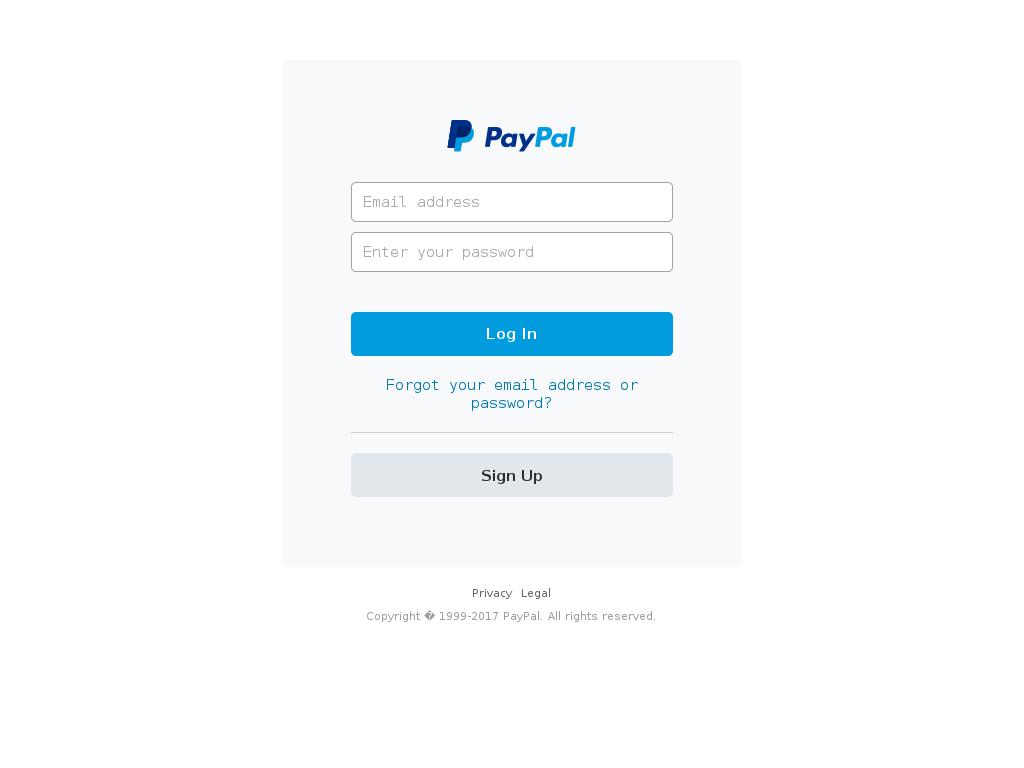 PayPal
Email address
Enter your password
Log In
Forgot your email address or
password?
Sign Up
Privacy Legal
Copyright � 1999-2017 PayPal. All rights reserved.